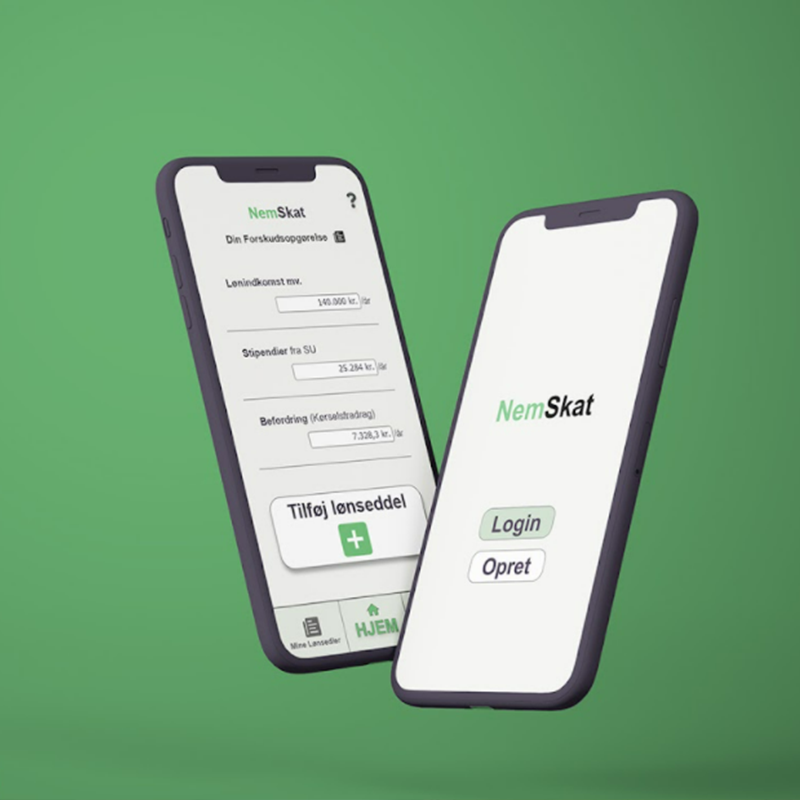 NemSkat
?
Din Forskudsopgørelse
Lønindkomst mv.
140.000 kr. /år
Stipendier fra SU
25.284 kr. /år
Befordring (Kørselsfradrag)
7.328,3 kr. /år
Tilføj lønseddel
Mine Lønsedler
HJEM
NemSkat
Login
Opret